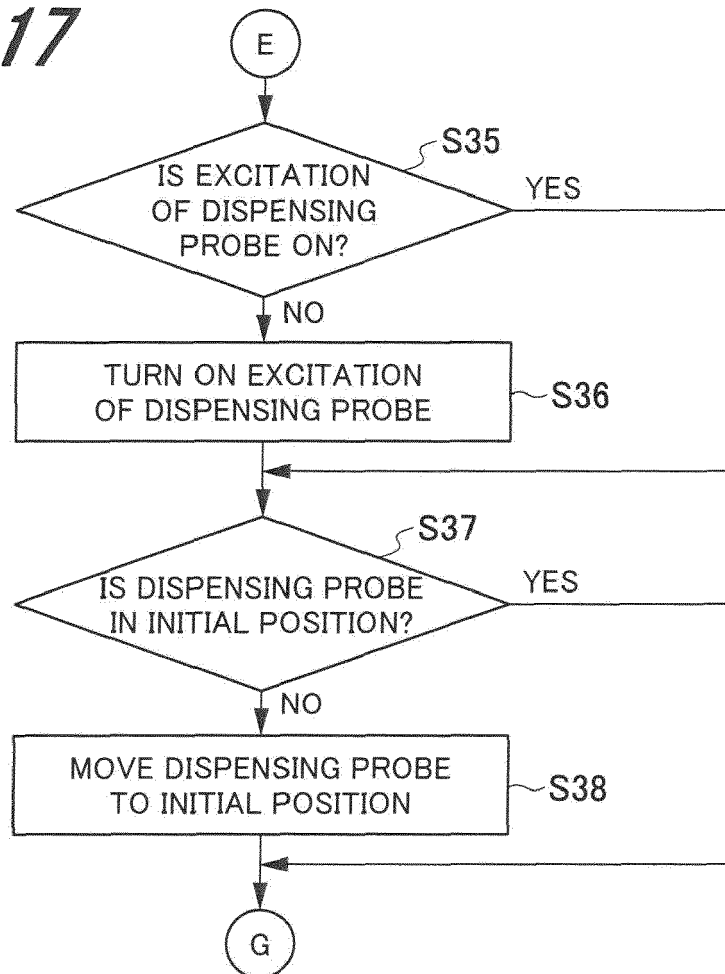 17
E
S35
IS EXCITATION
OF DISPENSING
PROBE ON?
YES
NO
TURN ON EXCITATION
OF DISPENSING PROBE
S36
S37
IS DISPENSING PROBE
IN INITIAL POSITION?
YES
NO
MOVE DISPENSING PROBE
TO INITIAL POSITION
S38
G